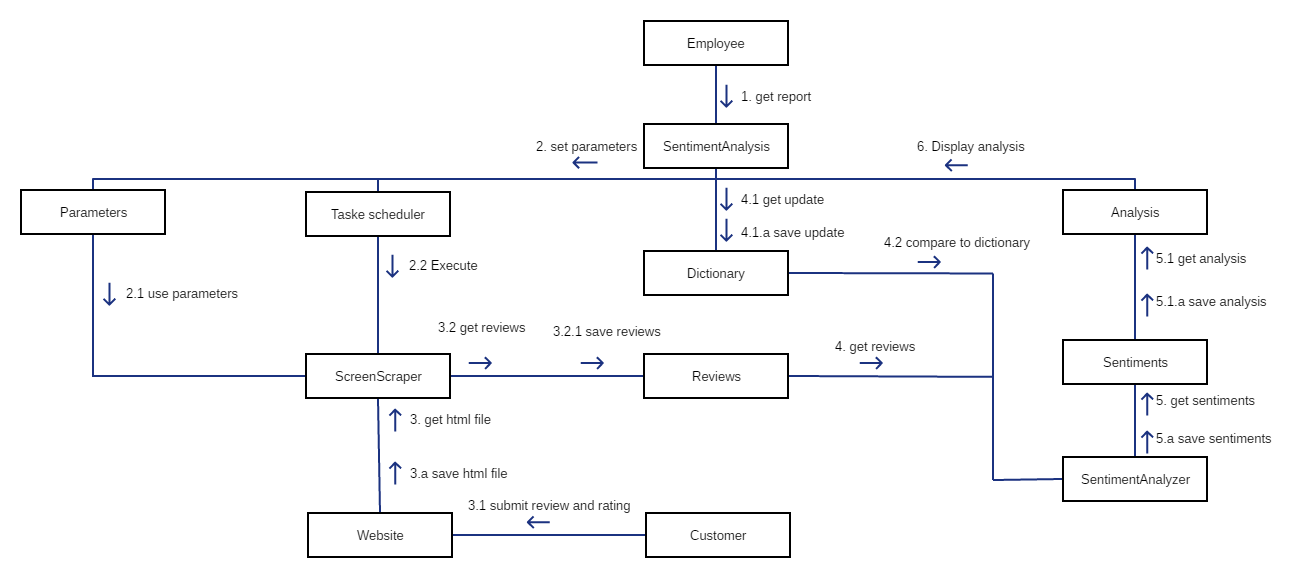 Employee
1. get report
2. set parameters
SentimentAnalysis
6. Display analysis
Parameters
Taske scheduler
4.1 get update
4.1.a save update
Analysis
4.2 compare to dictionary
2.2 Execute
Dictionary
5.1 get analysis
2.1 use parameters
5.1.a save analysis
3.2 get reviews
3.2.1 save reviews
4. get reviews
ScreenScraper
Reviews
Sentiments
3. get html file
5. get sentiments
5.a save sentiments
3.a save html file
SentimentAnalyzer
3.1 submit review and rating
Website
Customer